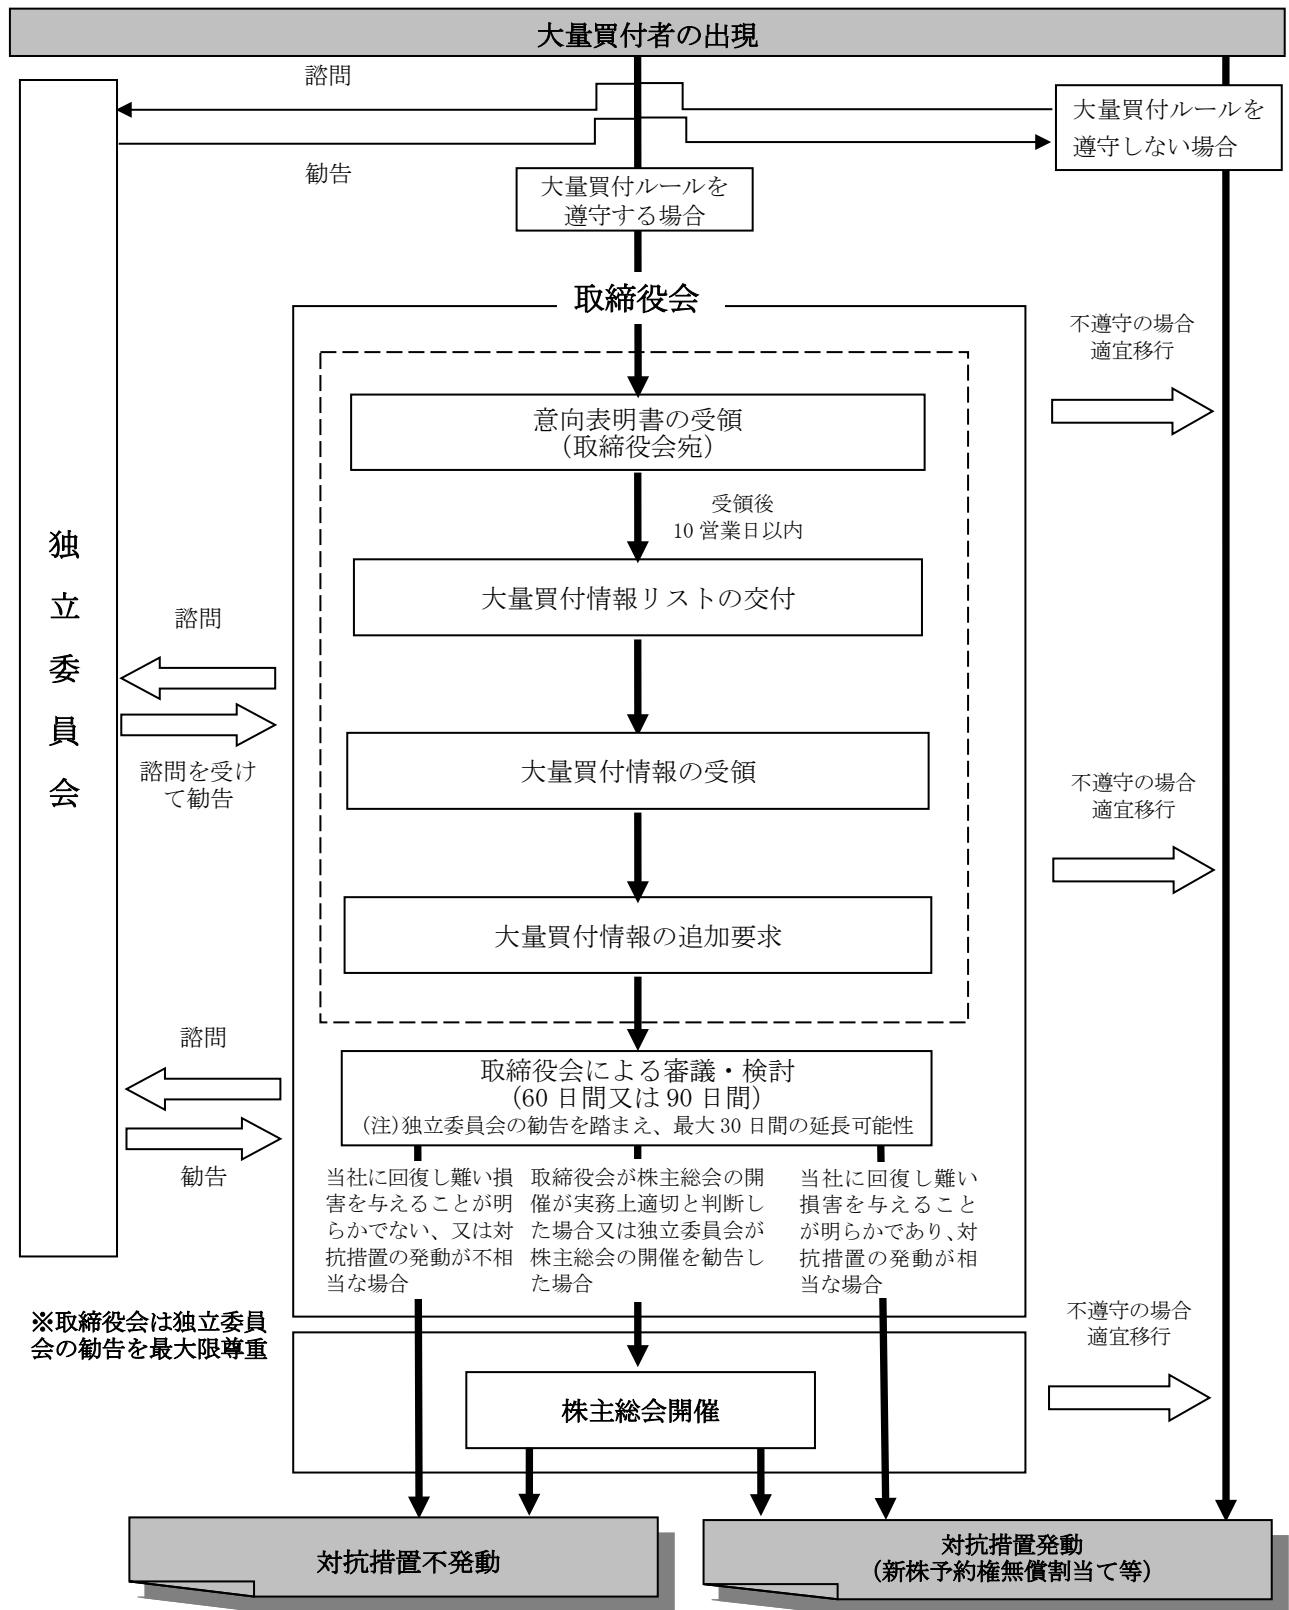 大量買付者の出現
諮問
大量買付ルールを
遵守しない場合
勧告
大量買付ルールを
遵守する場合
取締役会
不遵守の場合
適宜移行
意向表明書の受領
（取締役会宛）
受領後
10 営業日以内
大量買付情報リストの交付
独
立
委
員
会
諮問
諮問を受け
て勧告
大量買付情報の受領
不遵守の場合
適宜移行
大量買付情報の追加要求
諮問
勧告
取締役会による審議・検討
（60 日間又は 90 日間）
(注)独立委員会の勧告を踏まえ、最大 30 日間の延長可能性
当社に回復し難い損
害を与えることが明
らかでない、又は対
抗措置の発動が不相
当な場合
取締役会が株主総会の開
催が実務上適切と判断し
た場合又は独立委員会が
株主総会の開催を勧告し
た場合
当社に回復し難い
損害を与えること
が明らかであり、対
抗措置の発動が相
当な場合
※取締役会は独立委員
会の勧告を最大限尊重
不遵守の場合
適宜移行
株主総会開催
対抗措置不発動
対抗措置発動
（新株予約権無償割当て等）